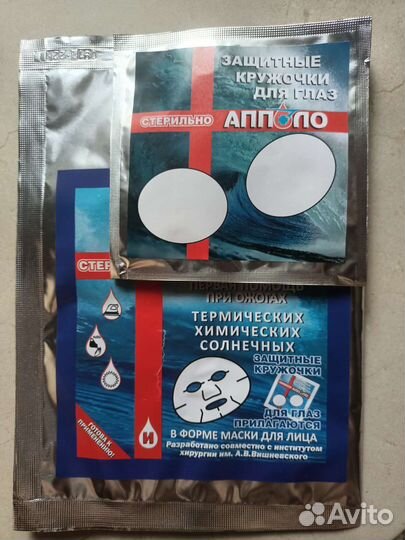 ЗАЩИТНЫЕ
КРУЖОЧКИ
ДЛЯ ГЛАЗ
СТЕРИЛЬНО
АППОЛО
СТЕР
ПЕРВАЯ ПОМОЩЬ
ПРИ ОЖОГАХ
ТЕРМИЧЕСКИХ
ХИМИЧЕСКИХ
СОЛНЕЧНЫХ
ЗАЩИТНЫЕ
КРУЖОЧКИ
ДЛЯ ГЛАЗ
ПРИЛАГАЮТСЯ
ГОТОВА К
ПРИМЕНЕНИЮ!
И
В ФОРМЕ МАСКИ ДЛЯ ЛИЦА
Разработано совместно с институтом
хирургии им. А.В.Вишневского
Avito